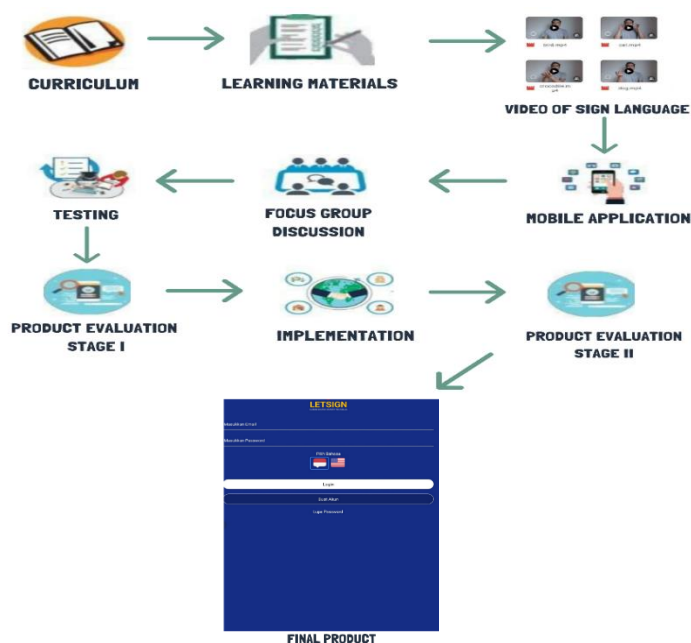 CURRICULUM
LEARNING MATERIALS
VIDEO OF SIGN LANGUAGE
TESTING
FOCUS GROUP
DISCUSSION
MOBILE APPLICATION
PRODUCT EVALUATION
STAGE I
IMPLEMENTATION
PRODUCT EVALUATION
STAGE II
LETSIGN
Masukkan Email
Masukkan Password
Pilih Bahasa
Login
Buat Akun
Lupa Password
FINAL PRODUCT